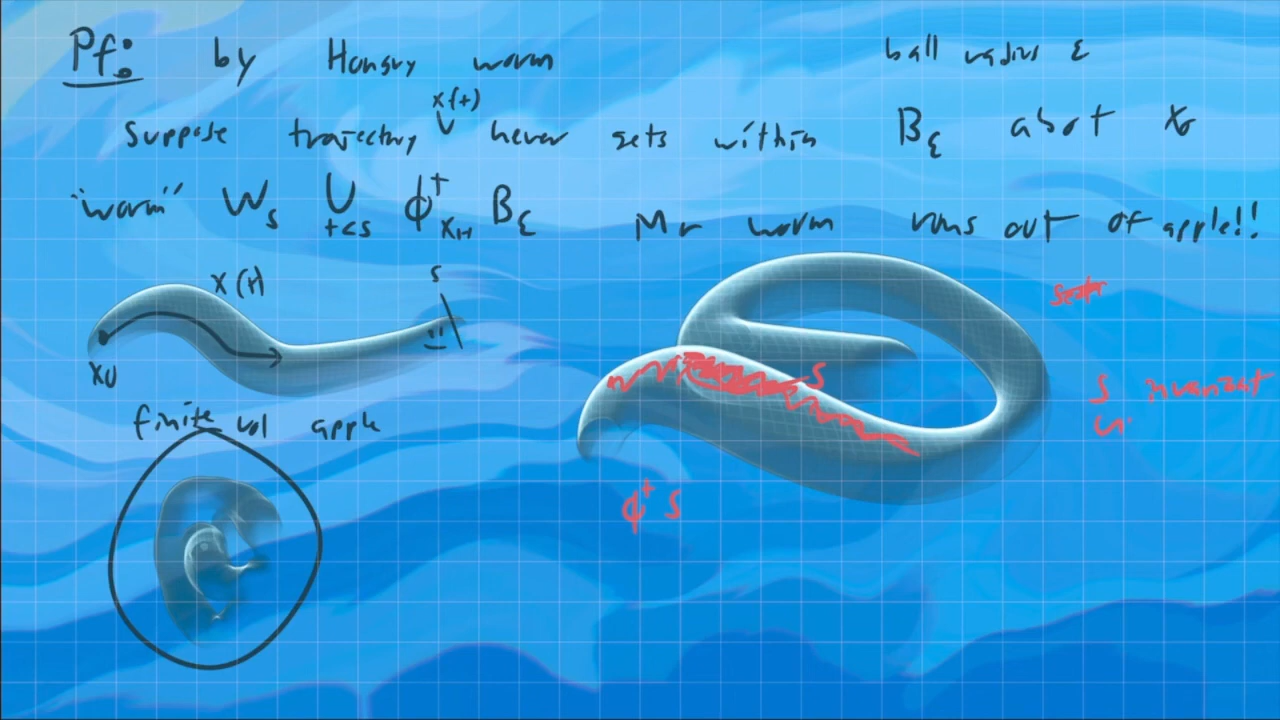 Pf: by Hungry worm ball radius ε
x(t)
suppose trajectory ∨ never gets within B_ε about x_0
"worm" W_s ∪_{t<s} φ^t_{x_H} B_ε Mr worm runs out of apple!!
x(t) s
x_0
S
S invariant
finite vol apple
φ^t S